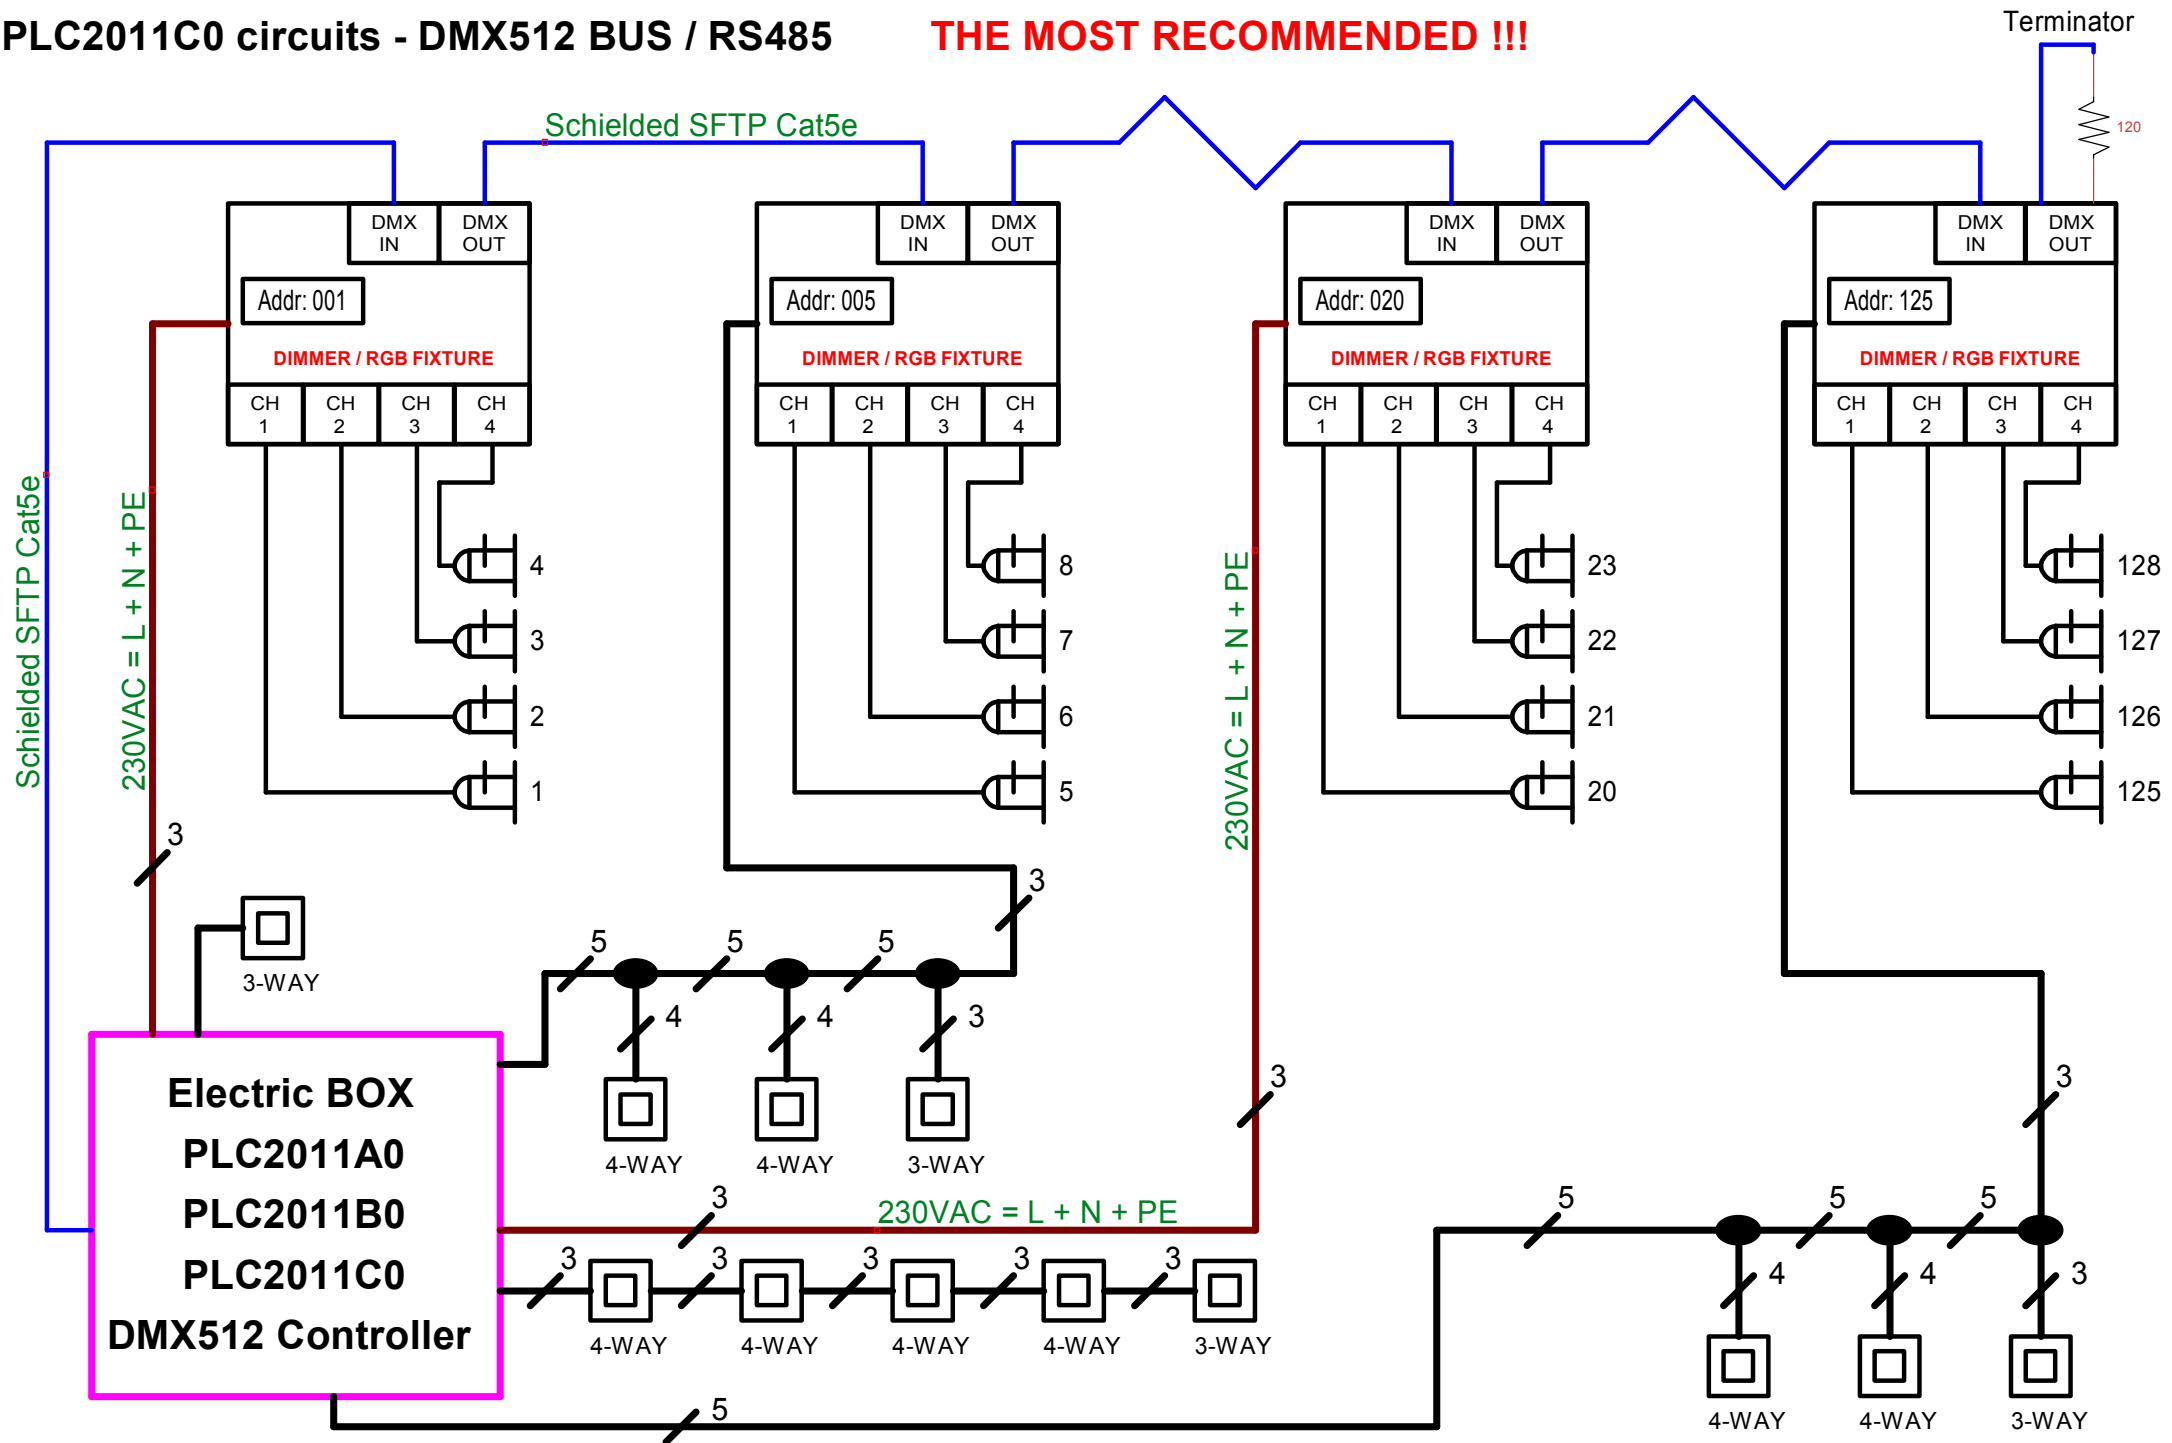 PLC2011C0 circuits - DMX512 BUS / RS485 THE MOST RECOMMENDED !!!
Terminator
120
Schielded SFTP Cat5e
DMX IN
DMX OUT
Addr: 001
DIMMER / RGB FIXTURE
CH 1
CH 2
CH 3
CH 4
4
3
2
1
DMX IN
DMX OUT
Addr: 005
DIMMER / RGB FIXTURE
CH 1
CH 2
CH 3
CH 4
8
7
6
5
DMX IN
DMX OUT
Addr: 020
DIMMER / RGB FIXTURE
CH 1
CH 2
CH 3
CH 4
23
22
21
20
DMX IN
DMX OUT
Addr: 125
DIMMER / RGB FIXTURE
CH 1
CH 2
CH 3
CH 4
128
127
126
125
Schielded SFTP Cat5e
230VAC = L + N + PE
3
3-WAY
230VAC = L + N + PE
3
3
5 5 5
4 4 3
4-WAY 4-WAY 3-WAY
Electric BOX
PLC2011A0
PLC2011B0
PLC2011C0
DMX512 Controller
3 230VAC = L + N + PE
3 3 3 3 3
4-WAY 4-WAY 4-WAY 4-WAY 3-WAY
5
3
5 5 5
4 4 3
4-WAY 4-WAY 3-WAY